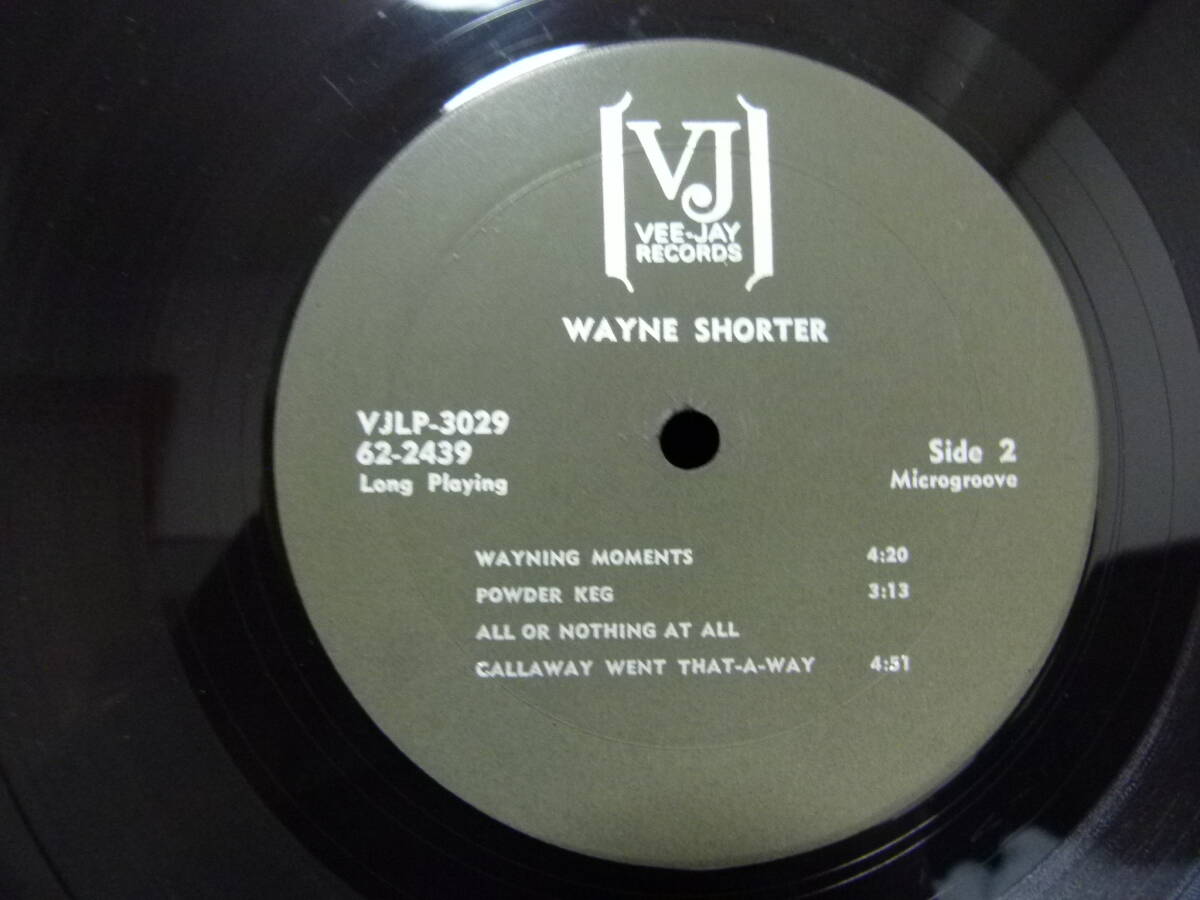 VJ
VEE-JAY
RECORDS
WAYNE SHORTER
VJLP-3029
62-2439
Long Playing
Side 2
Microgroove
WAYNING MOMENTS 4:20
POWDER KEG 3:13
ALL OR NOTHING AT ALL
CALLAWAY WENT THAT-A-WAY 4:51